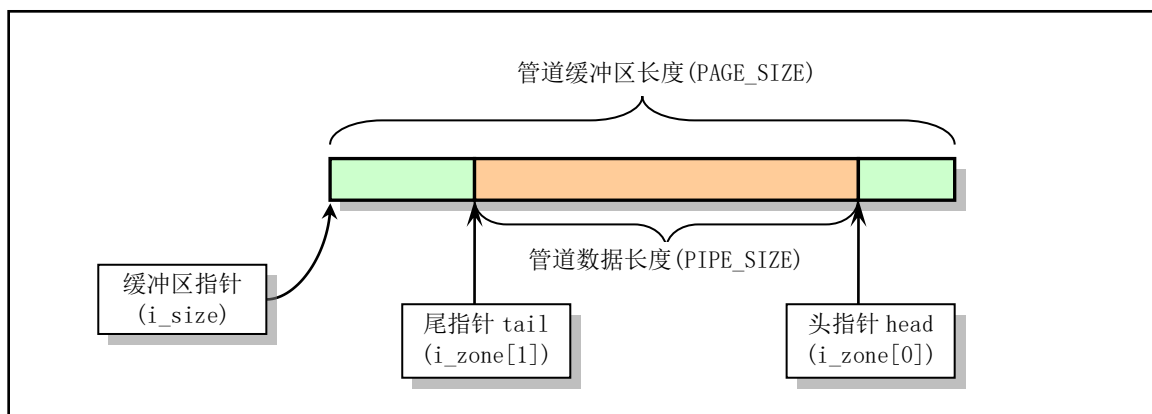 管道缓冲区长度(PAGE_SIZE)
管道数据长度(PIPE_SIZE)
缓冲区指针
(i_size)
尾指针 tail
(i_zone[1])
头指针 head
(i_zone[0])